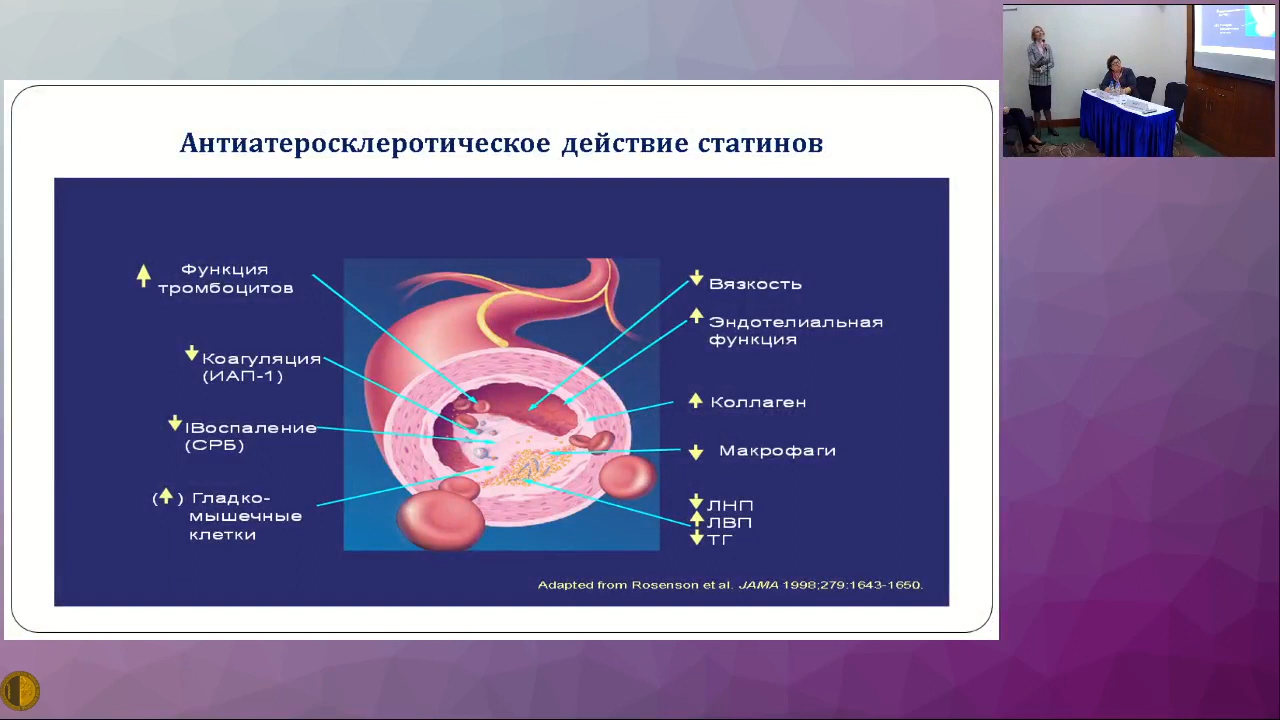 Антиатеросклеротическое действие статинов
Функция
тромбоцитов
Коагуляция
(ИАП-1)
IВоспаление
(СРБ)
( ) Гладко-
мышечные
клетки
Вязкость
Эндотелиальная
функция
Коллаген
Макрофаги
ЛНП
ЛВП
ТГ
Adapted from Rosenson et al. JAMA 1998;279:1643-1650.